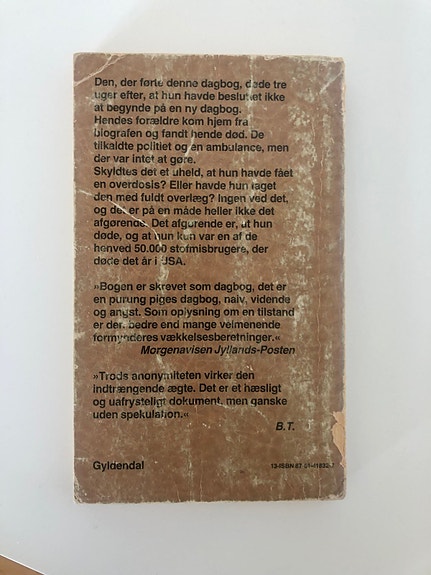 Den, der førte denne dagbog, døde tre
uger efter, at hun havde besluttet ikke
at begynde på en ny dagbog.
Hendes forældre kom hjem fra
biografen og fandt hende død. De
tilkaldte politiet og en ambulance, men
der var intet at gøre.
Skyldtes det et uheld, at hun havde fået
en overdosis? Eller havde hun taget
den med fuldt overlæg? Ingen ved det,
og det er på en måde heller ikke det
afgørende. Det afgørende er, at hun
døde, og at hun kun var en af de
henved 50.000 stofmisbrugere, der
døde det år i USA.
»Bogen er skrevet som dagbog, det er
en purung piges dagbog, naiv, vidende
og angst. Som oplysning om en tilstand
er den bedre end mange velmenende
formynderes vækkelsesberetninger.«
Morgenavisen Jyllands-Posten
»Trods anonymiteten virker den
indtrængende ægte. Det er et hæsligt
og uafrysteligt dokument, men ganske
uden spekulation.«
B.T.
Gyldendal
13-ISBN 87